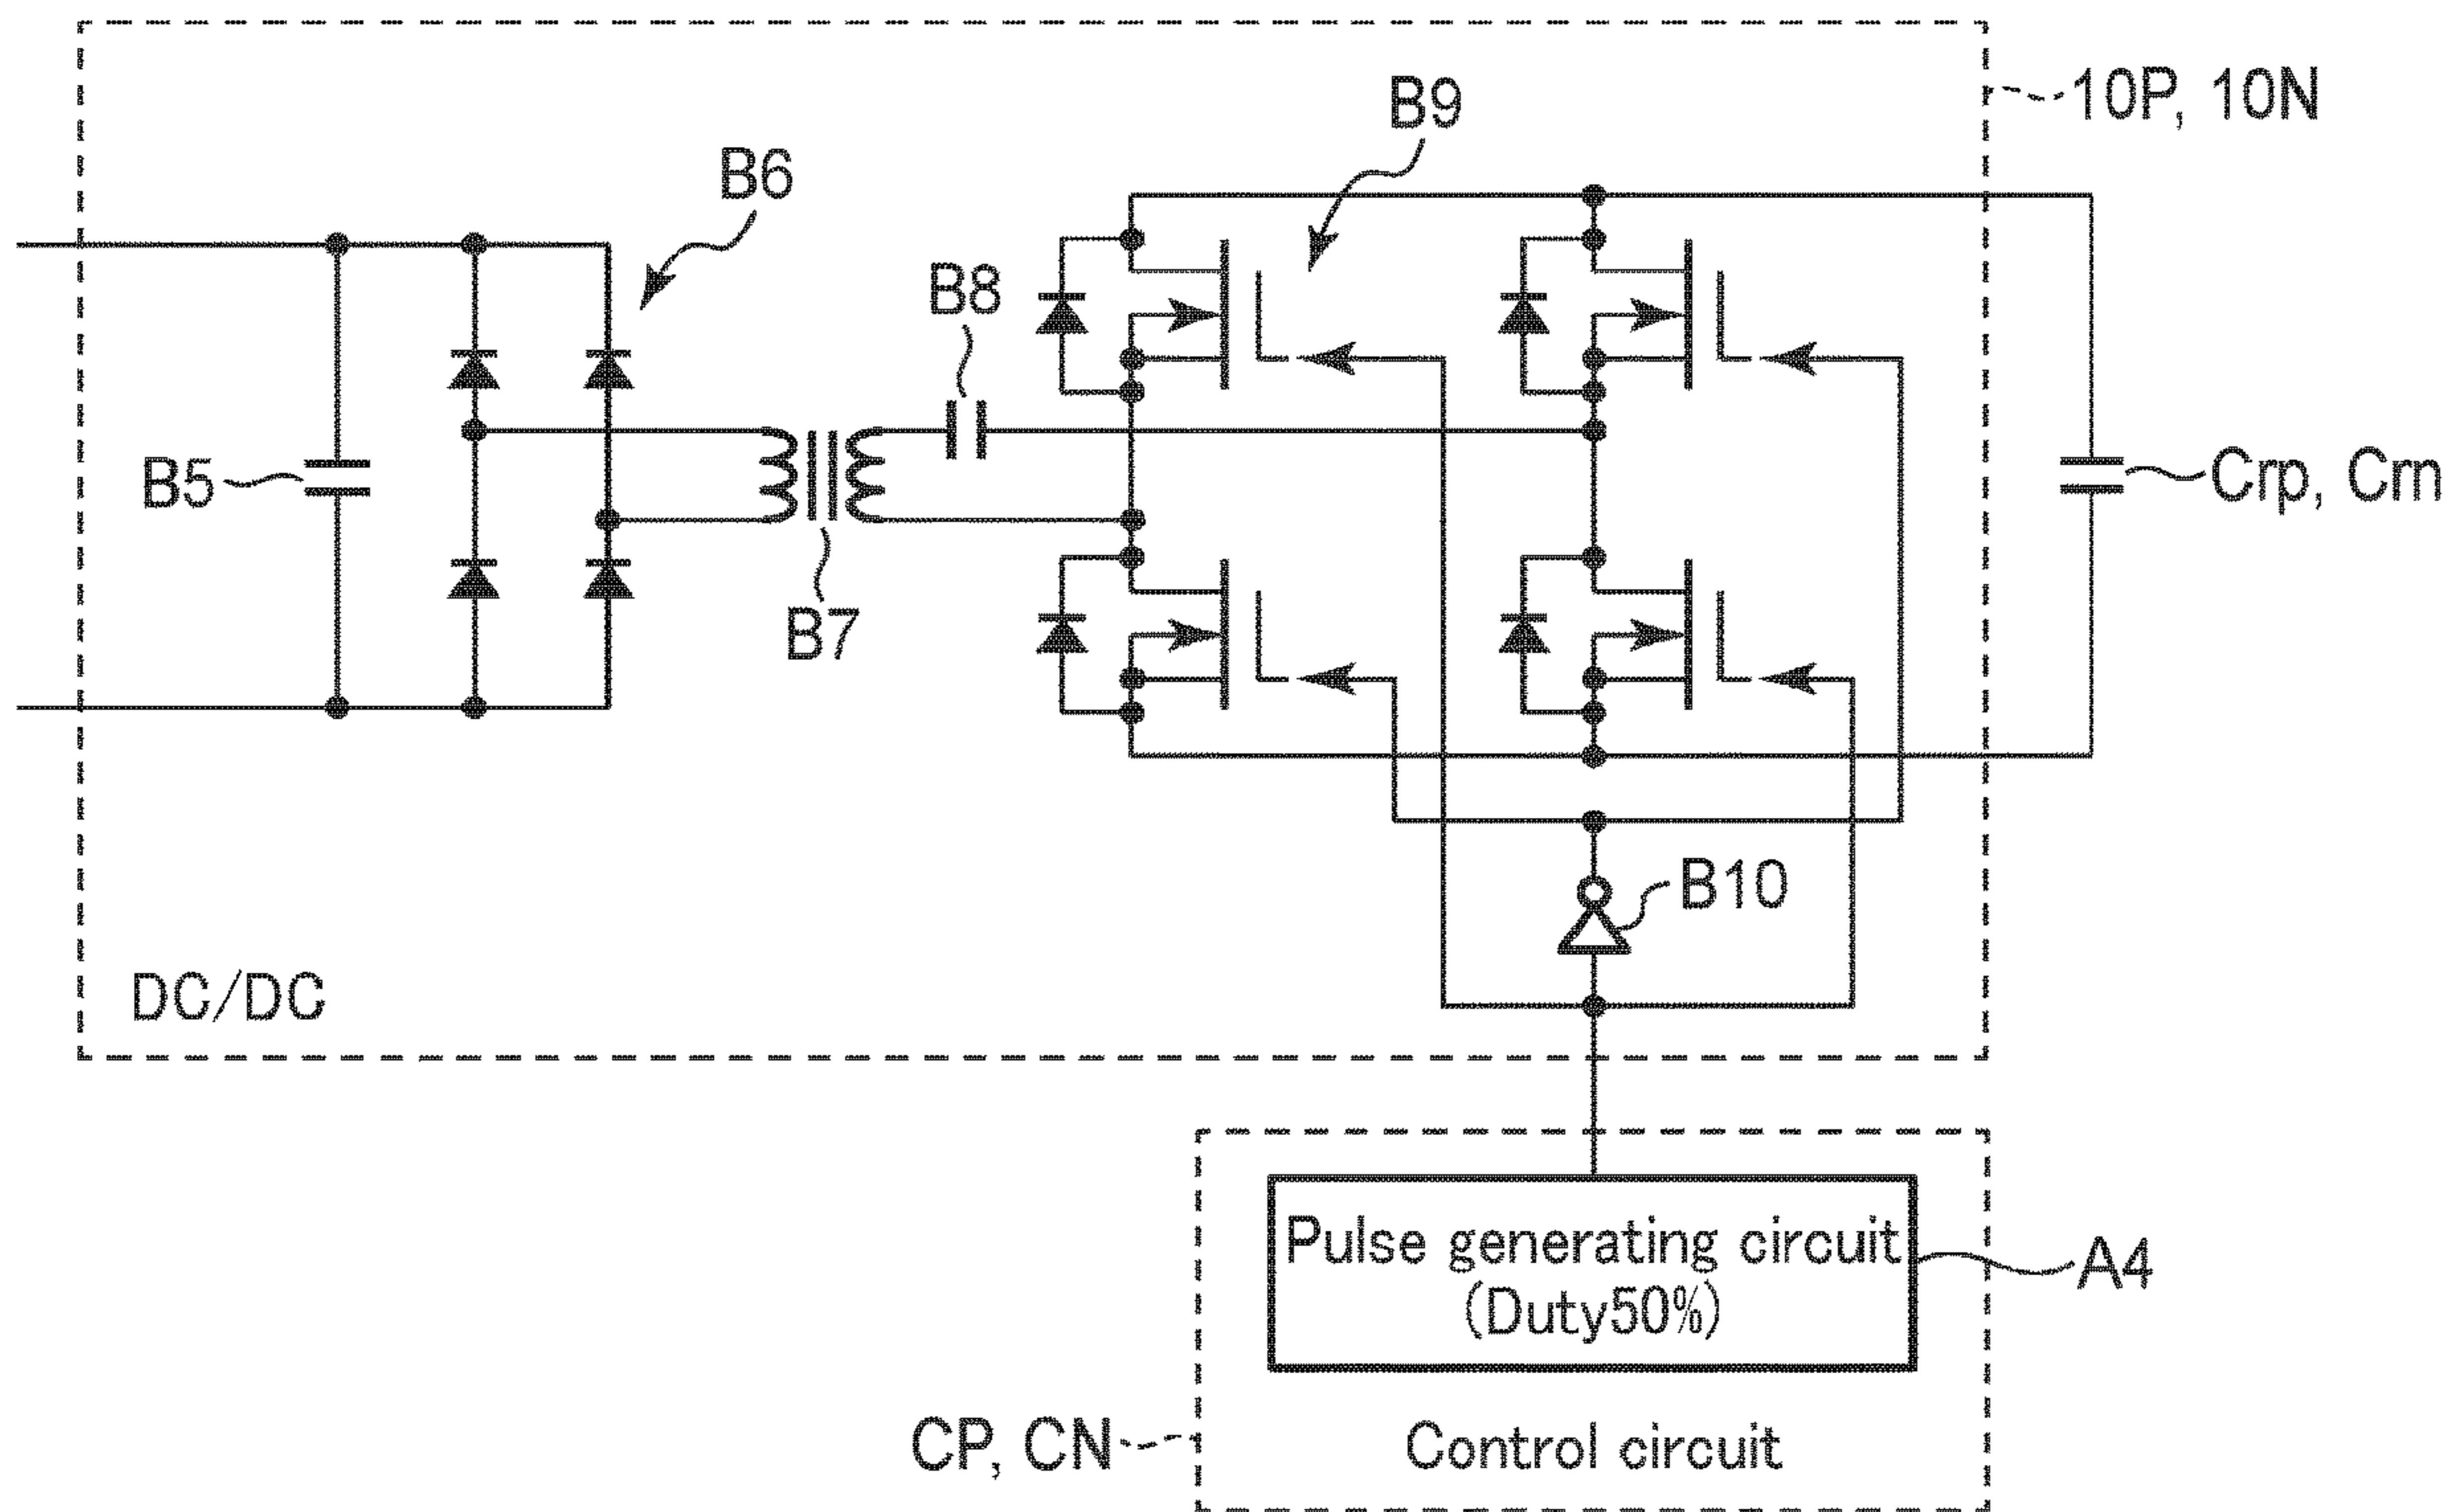 10P, 10N
B9
B6
B8
B5
B7
Crp, Crn
B10
DC/DC
Pulse generating circuit
(Duty50%)
A4
CP, CN
Control circuit